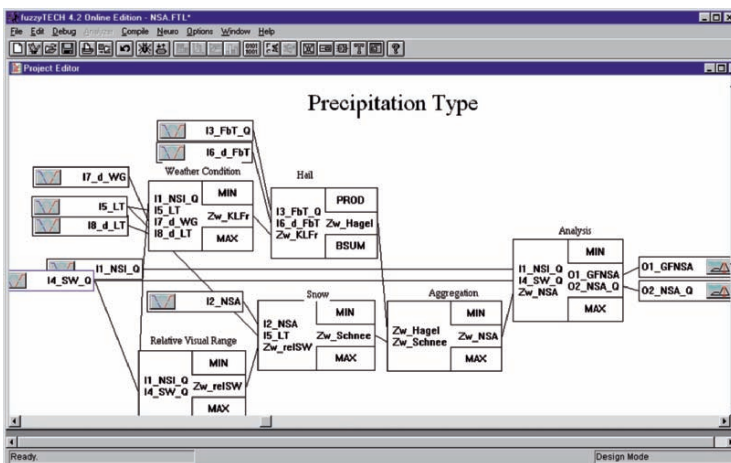 fuzzyTECH 4.2 Online Edition - NSA.FTL*
File Edit Debug Analyzer Compile Neuro Options Window Help
Project Editor
Precipitation Type
I3_FbT_Q
I6_d_FbT
Weather Condition
I7_d_WG
I5_LT
I8_d_LT
I1_NSI_Q
I5_LT
I7_d_WG
I8_d_LT
MIN
Zw_KLFr
MAX
Hail
I3_FbT_Q
I6_d_FbT
Zw_KLFr
PROD
Zw_Hagel
BSUM
I1_NSI_Q
I4_SW_Q
I2_NSA
Relative Visual Range
I1_NSI_Q
I4_SW_Q
MIN
Zw_relSW
MAX
Snow
I2_NSA
I5_LT
Zw_relSW
MIN
Zw_Schnee
MAX
Aggregation
Zw_Hagel
Zw_Schnee
MIN
Zw_NSA
MAX
Analysis
I1_NSI_Q
I4_SW_Q
Zw_NSA
MIN
O1_GFNSA
O2_NSA_Q
MAX
O1_GFNSA
O2_NSA_Q
Ready.
Design Mode